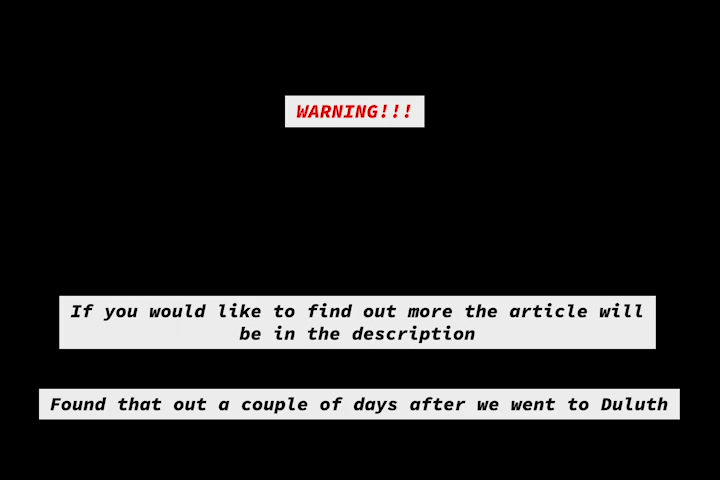 WARNING!!!
If you would like to find out more the article will
be in the description
Found that out a couple of days after we went to Duluth